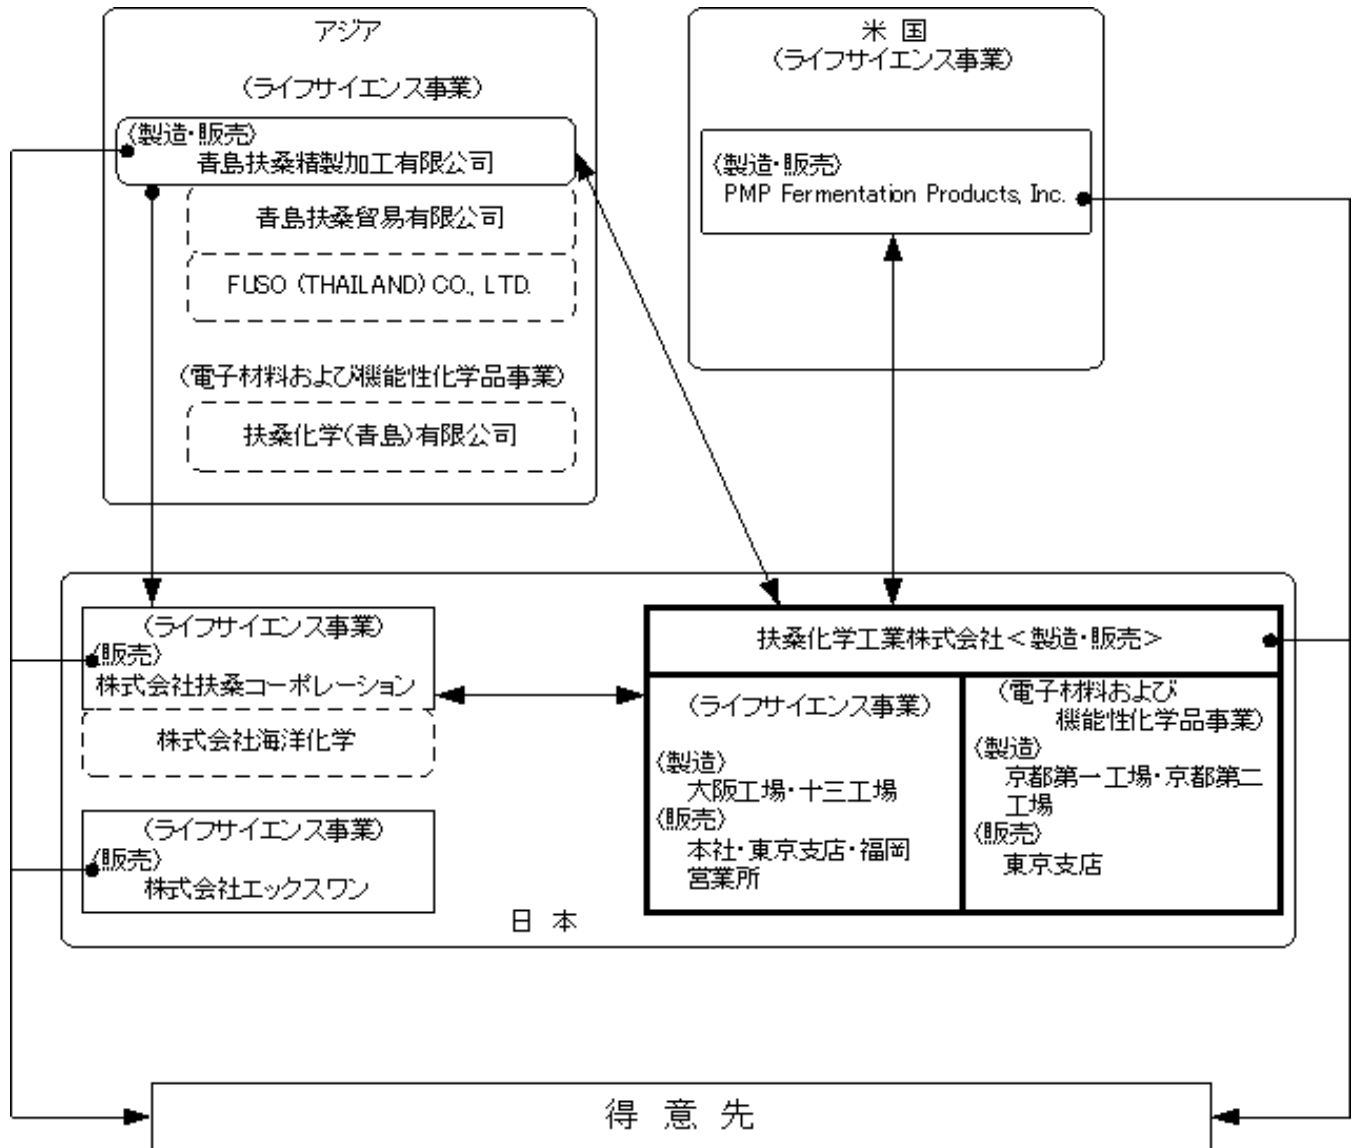 アジア
(ライフサイエンス事業)
(製造・販売)
青島扶桑精製加工有限公司
青島扶桑貿易有限公司
FUSO (THAILAND) CO., LTD.
(電子材料および機能性化学品事業)
扶桑化学(青島)有限公司
米 国
(ライフサイエンス事業)
(製造・販売)
PMP Fermentation Products, Inc.
(ライフサイエンス事業)
(販売)
株式会社扶桑コーポレーション
株式会社海洋化学
(ライフサイエンス事業)
(販売)
株式会社エックスワン
扶桑化学工業株式会社<製造・販売>
(ライフサイエンス事業)
(製造)
大阪工場・十三工場
(販売)
本社・東京支店・福岡
営業所
(電子材料および
機能性化学品事業)
(製造)
京都第一工場・京都第二
工場
(販売)
東京支店
日 本
得 意 先